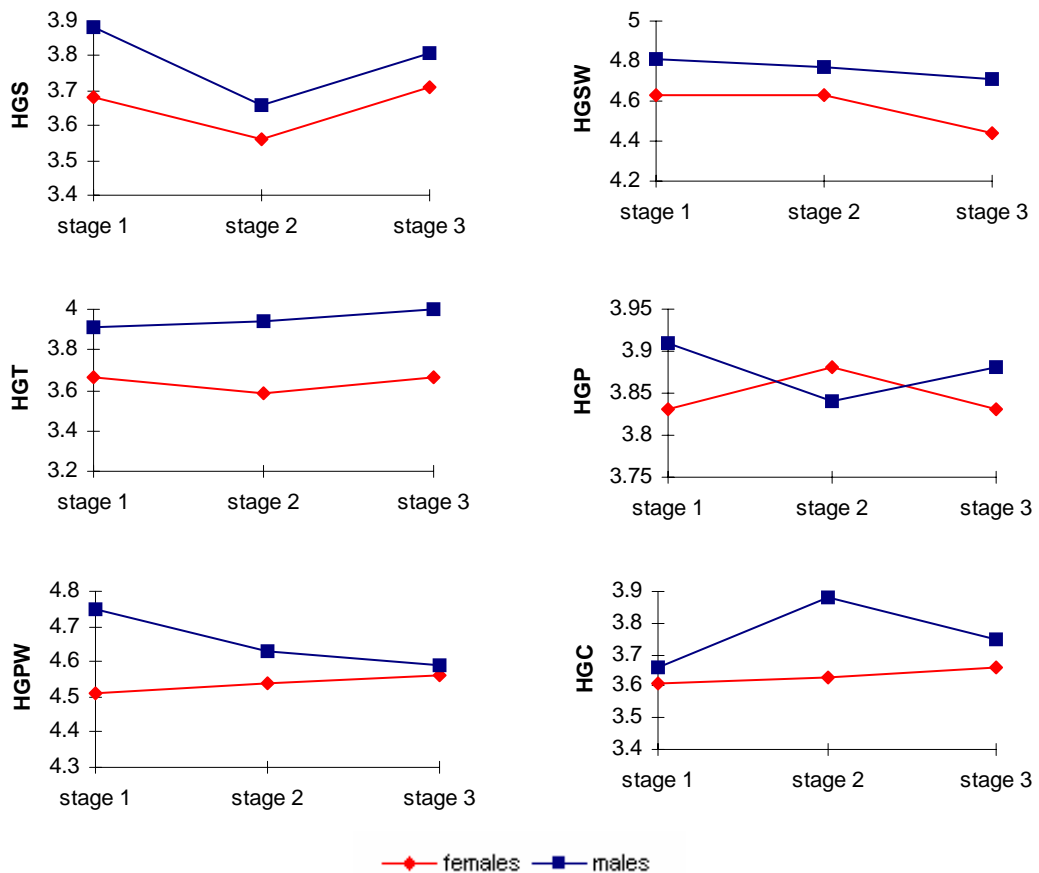 HGS
3.9
3.8
3.7
3.6
3.5
3.4
stage 1 stage 2 stage 3
HGSW
5
4.8
4.6
4.4
4.2
stage 1 stage 2 stage 3
HGT
4
3.8
3.6
3.4
3.2
stage 1 stage 2 stage 3
HGP
3.95
3.9
3.85
3.8
3.75
stage 1 stage 2 stage 3
HGPW
4.8
4.7
4.6
4.5
4.4
4.3
stage 1 stage 2 stage 3
HGC
3.9
3.8
3.7
3.6
3.5
3.4
stage 1 stage 2 stage 3
females males